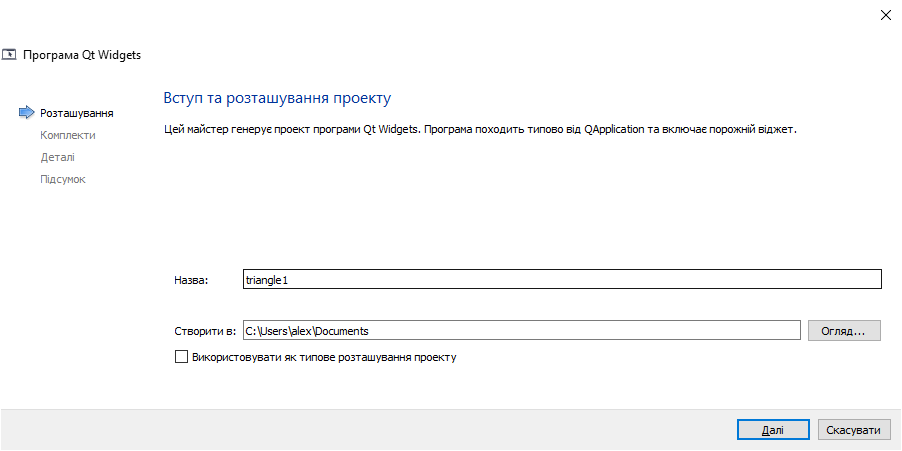 Програма Qt Widgets
Розташування
Комплекти
Деталі
Підсумок
Вступ та розташування проекту
Цей майстер генерує проект програми Qt Widgets. Програма походить типово від QApplication та включає порожній віджет.
Назва: triangle1
Створити в: C:\Users\alex\Documents Огляд...
Використовувати як типове розташування проекту
Далі Скасувати